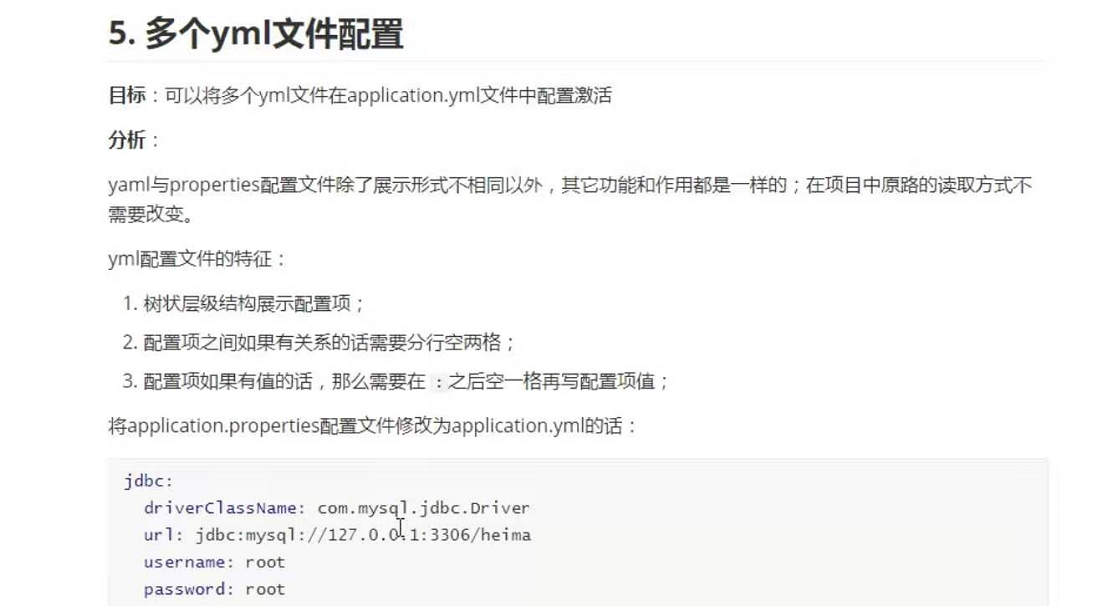 5. 多个yml文件配置
目标：可以将多个yml文件在application.yml文件中配置激活
分析：
yaml与properties配置文件除了展示形式不相同以外，其它功能和作用都是一样的；在项目中原路的读取方式不
需要改变。
yml配置文件的特征：
1. 树状层级结构展示配置项；
2. 配置项之间如果有关系的话需要分行空两格；
3. 配置项如果有值的话，那么需要在 : 之后空一格再写配置项值；
将application.properties配置文件修改为application.yml的话：
jdbc:
  driverClassName: com.mysql.jdbc.Driver
  url: jdbc:mysql://127.0.0.1:3306/heima
  username: root
  password: root